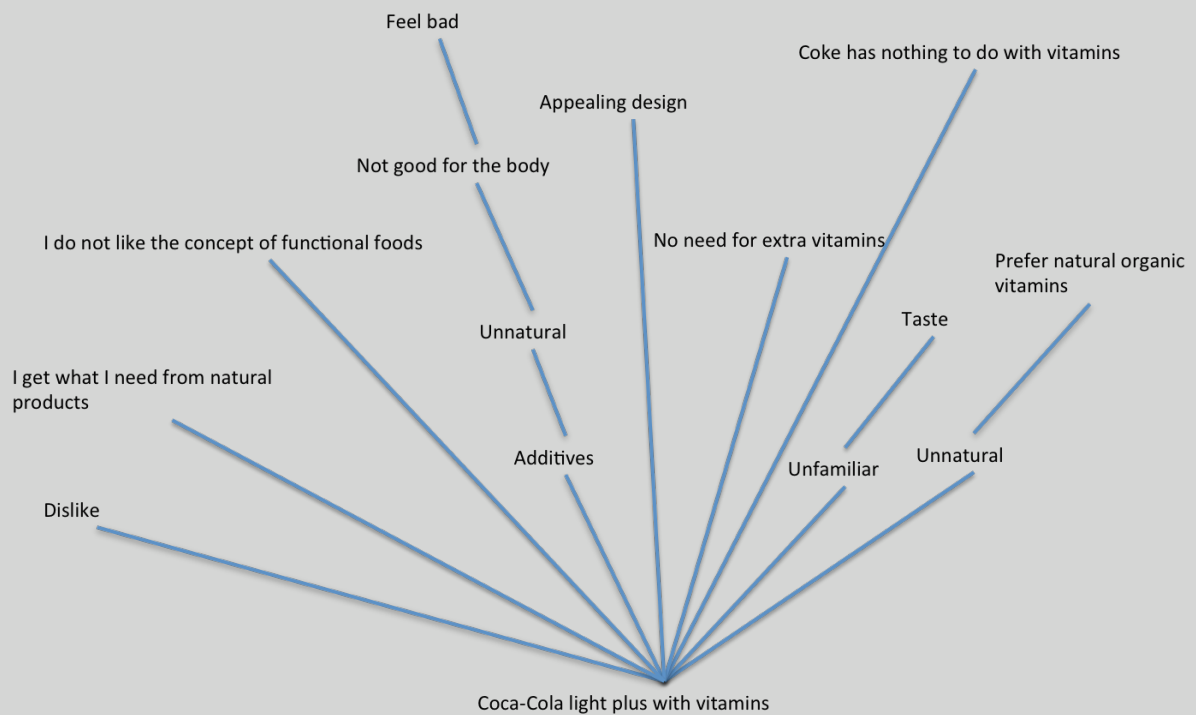 Feel bad
Coke has nothing to do with vitamins
Appealing design
Not good for the body
I do not like the concept of functional foods
No need for extra vitamins
Prefer natural organic
vitamins
Taste
Unnatural
I get what I need from natural
products
Additives
Unfamiliar
Unnatural
Dislike
Coca-Cola light plus with vitamins